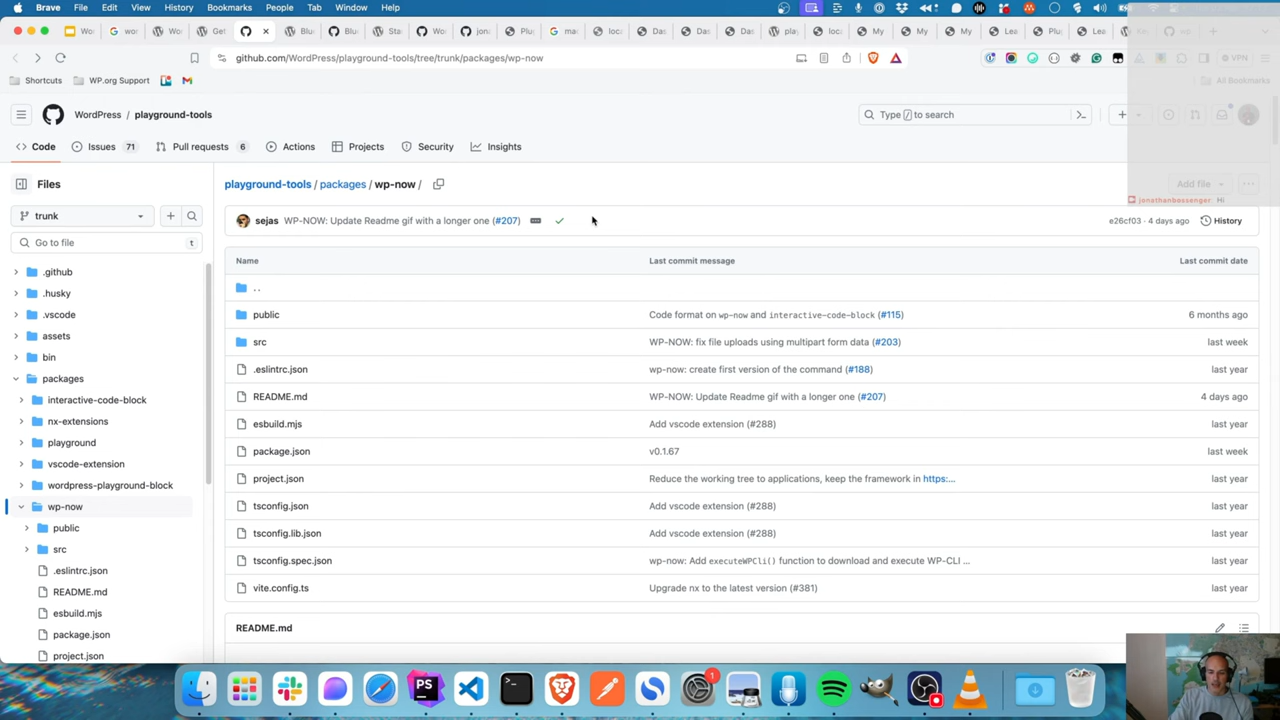 Brave File Edit View History Bookmarks People Tab Window Help
github.com/WordPress/playground-tools/tree/trunk/packages/wp-now
VPN
Shortcuts WP.org Support
All Bookmarks
WordPress / playground-tools
Type / to search
Code Issues 71 Pull requests 6 Actions Projects Security Insights
Files
playground-tools / packages / wp-now /
Add file
jonathanbossenger Hi
trunk
sejas WP-NOW: Update Readme gif with a longer one (#207)
e26cf03 · 4 days ago History
Go to file t
Name Last commit message Last commit date
.github
..
.husky
public Code format on wp-now and interactive-code-block (#115) 6 months ago
.vscode
assets
src WP-NOW: fix file uploads using multipart form data (#203) last week
bin
.eslintrc.json wp-now: create first version of the command (#188) last year
packages
README.md WP-NOW: Update Readme gif with a longer one (#207) 4 days ago
interactive-code-block
nx-extensions
esbuild.mjs Add vscode extension (#288) last year
playground
package.json v0.1.67 last week
vscode-extension
project.json Reduce the working tree to applications, keep the framework in https:... last year
wordpress-playground-block
tsconfig.json Add vscode extension (#288) last year
wp-now
tsconfig.lib.json Add vscode extension (#288) last year
public
src
tsconfig.spec.json wp-now: Add executeWPCli() function to download and execute WP-CLI ... last year
.eslintrc.json
vite.config.ts Upgrade nx to the latest version (#381) last year
README.md
esbuild.mjs
README.md
package.json
project.json
PS
1